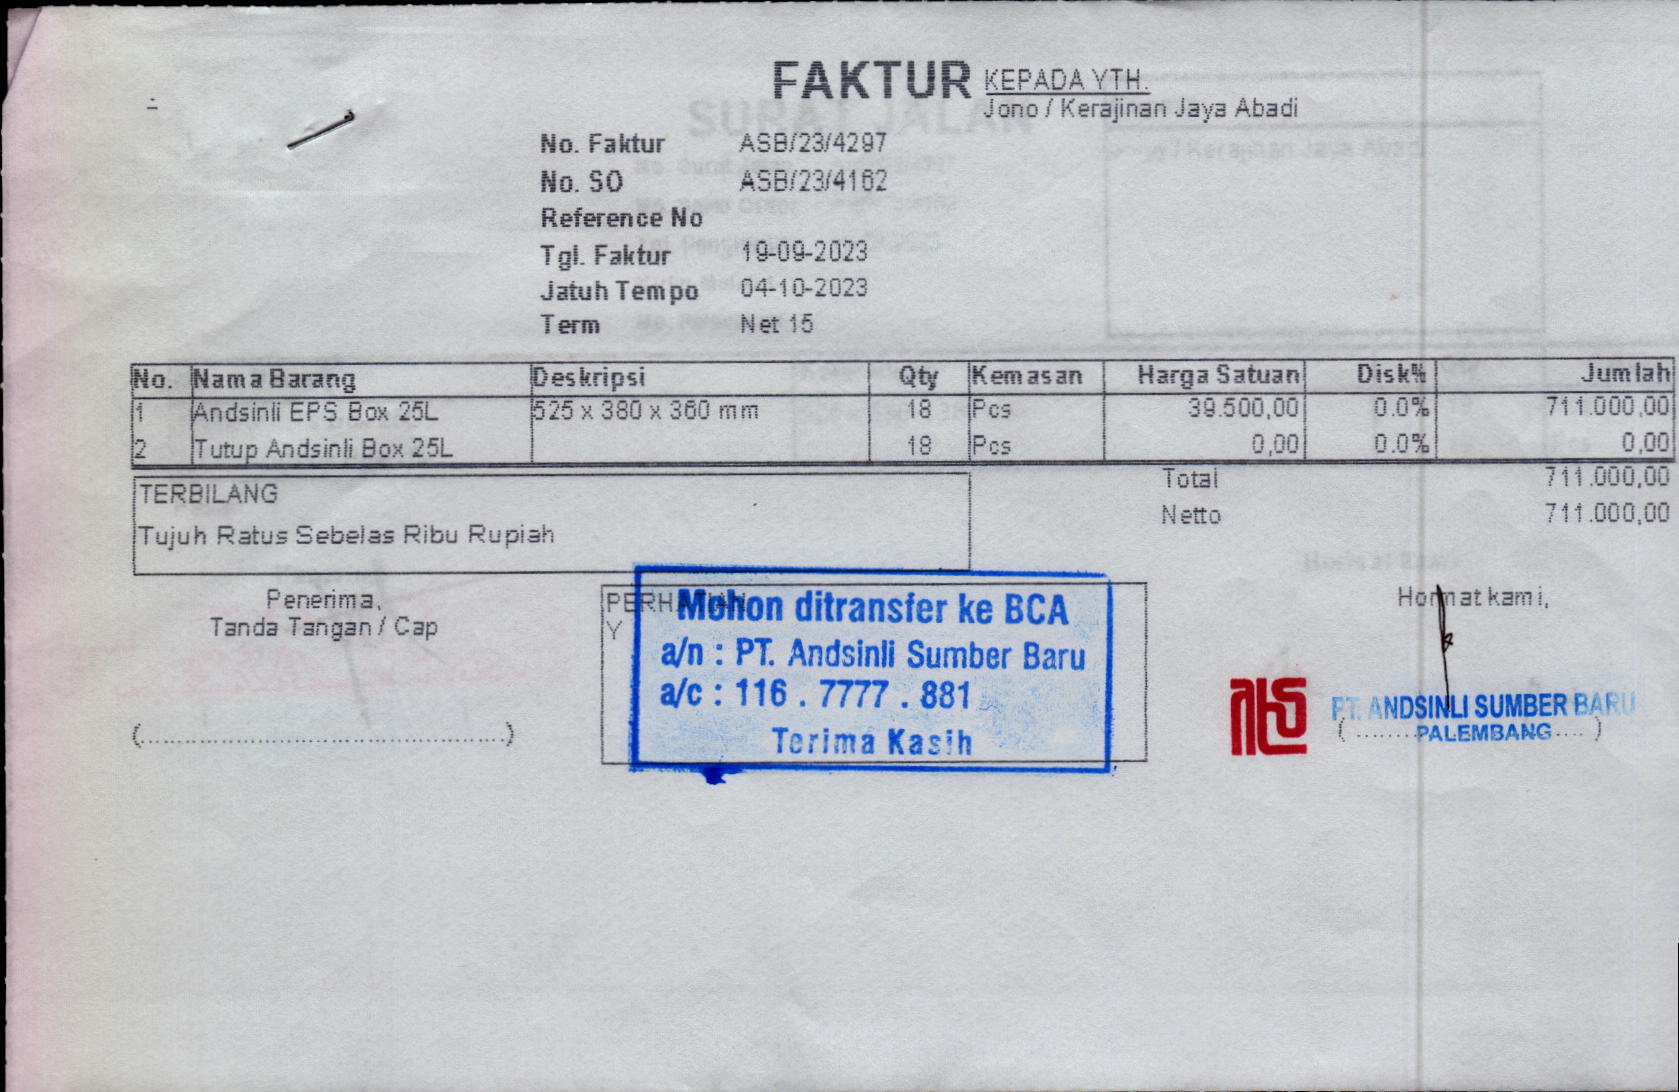 FAKTUR
KEPADA YTH.
Jono / Kerajinan Jaya Abadi
No. Faktur ASB/23/4297
No. SO ASB/23/4162
Reference No
Tgl. Faktur 19-09-2023
Jatuh Tempo 04-10-2023
Term Net 15
No. Nama Barang Deskripsi Qty Kemasan Harga Satuan Disk% Jumlah
1 Andsinli EPS Box 25L 525 x 380 x 360 mm 18 Pcs 39.500,00 0.0% 711.000,00
2 Tutup Andsinli Box 25L 18 Pcs 0,00 0.0% 0,00
Total 711.000,00
Netto 711.000,00
TERBILANG
Tujuh Ratus Sebelas Ribu Rupiah
Penerima,
Tanda Tangan / Cap
(.................................................)
PERHATIAN
Y
Mohon ditransfer ke BCA
a/n : PT. Andsinli Sumber Baru
a/c : 116 . 7777 . 881
Terima Kasih
Hormat kami,
PT. ANDSINLI SUMBER BARU
PALEMBANG